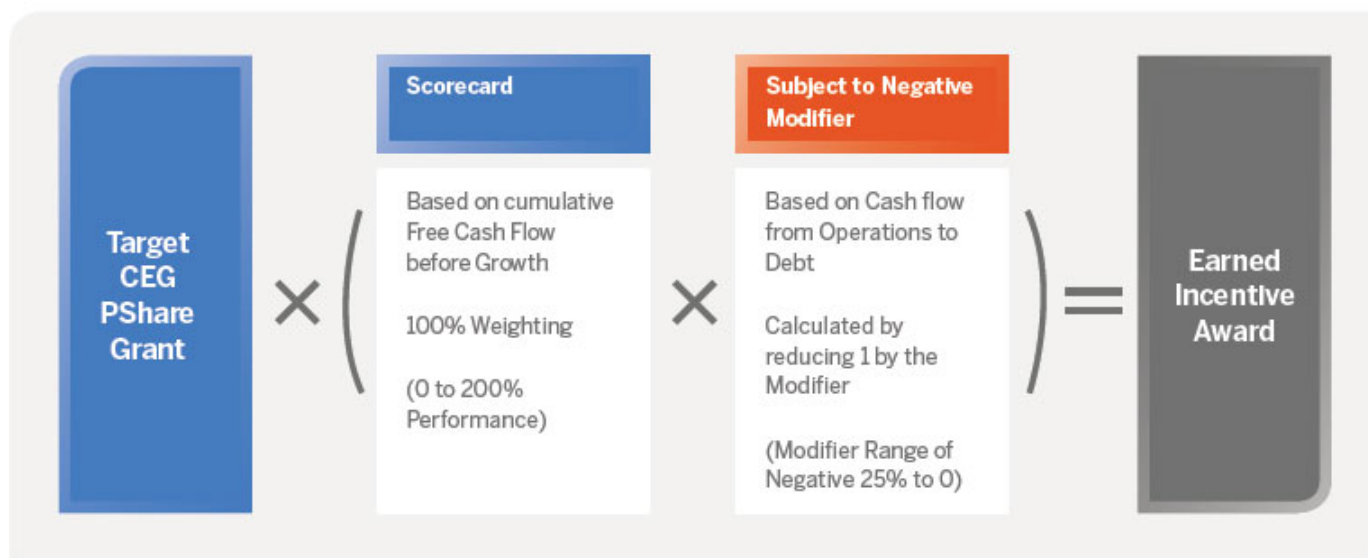 Target
CEG
PShare
Grant
×
(
Scorecard
Based on cumulative
Free Cash Flow
before Growth
100% Weighting
(0 to 200%
Performance)
×
Subject to Negative
Modifier
Based on Cash flow
from Operations to
Debt
Calculated by
reducing 1 by the
Modifier
(Modifier Range of
Negative 25% to 0)
)
=
Earned
Incentive
Award